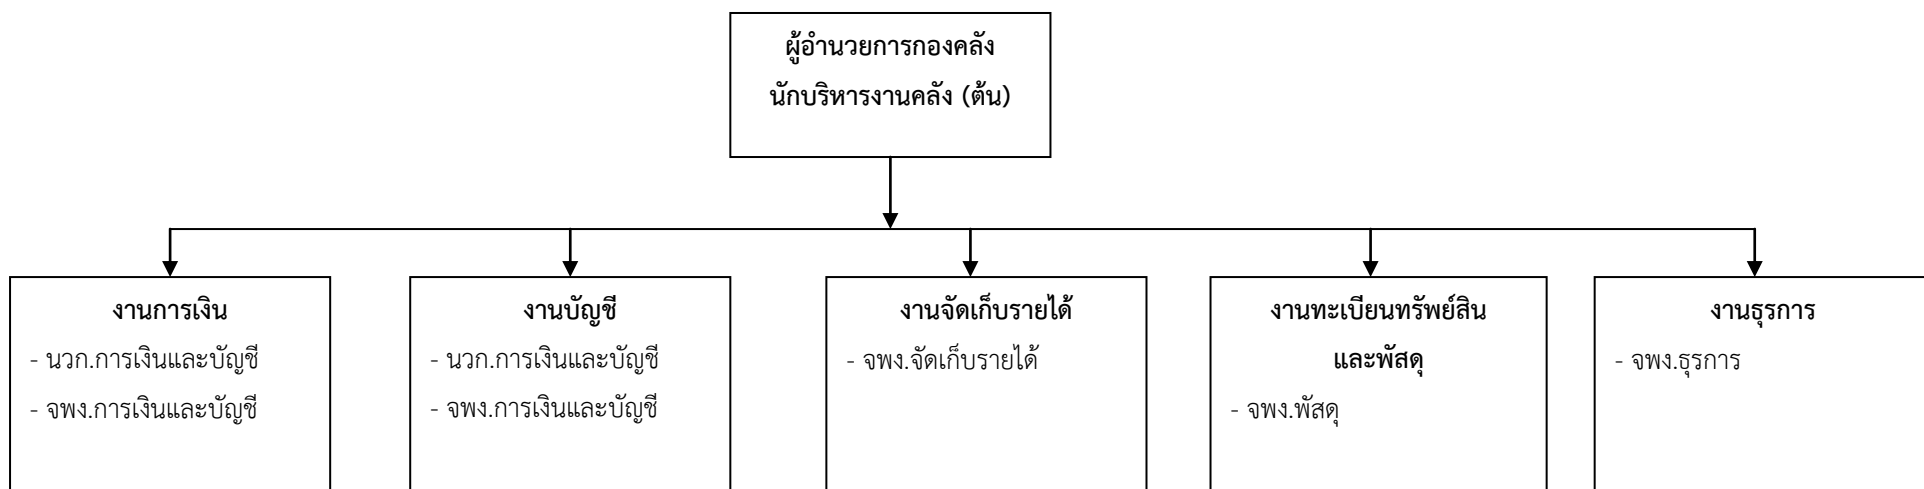 ผู้อำนวยการกองคลัง
นักบริหารงานคลัง (ต้น)
งานการเงิน
- นวก.การเงินและบัญชี
- จพง.การเงินและบัญชี
งานบัญชี
- นวก.การเงินและบัญชี
- จพง.การเงินและบัญชี
งานจัดเก็บรายได้
- จพง.จัดเก็บรายได้
งานทะเบียนทรัพย์สิน
และพัสดุ
- จพง.พัสดุ
งานธุรการ
- จพง.ธุรการ